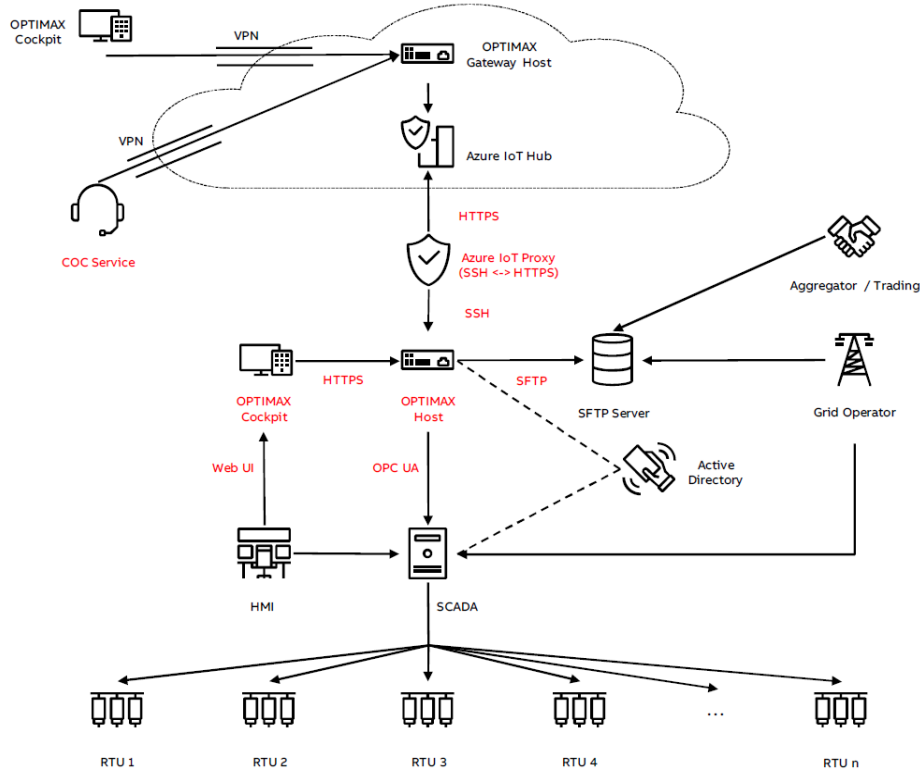 OPTIMAX
Cockpit
VPN
OPTIMAX
Gateway Host
VPN
Azure IoT Hub
HTTPS
COC Service
Azure IoT Proxy
(SSH <-> HTTPS)
Aggregator / Trading
SSH
HTTPS
SFTP
OPTIMAX
Cockpit
OPTIMAX
Host
SFTP Server
Grid Operator
Web UI
OPC UA
Active
Directory
HMI
SCADA
...
RTU 1
RTU 2
RTU 3
RTU 4
RTU n